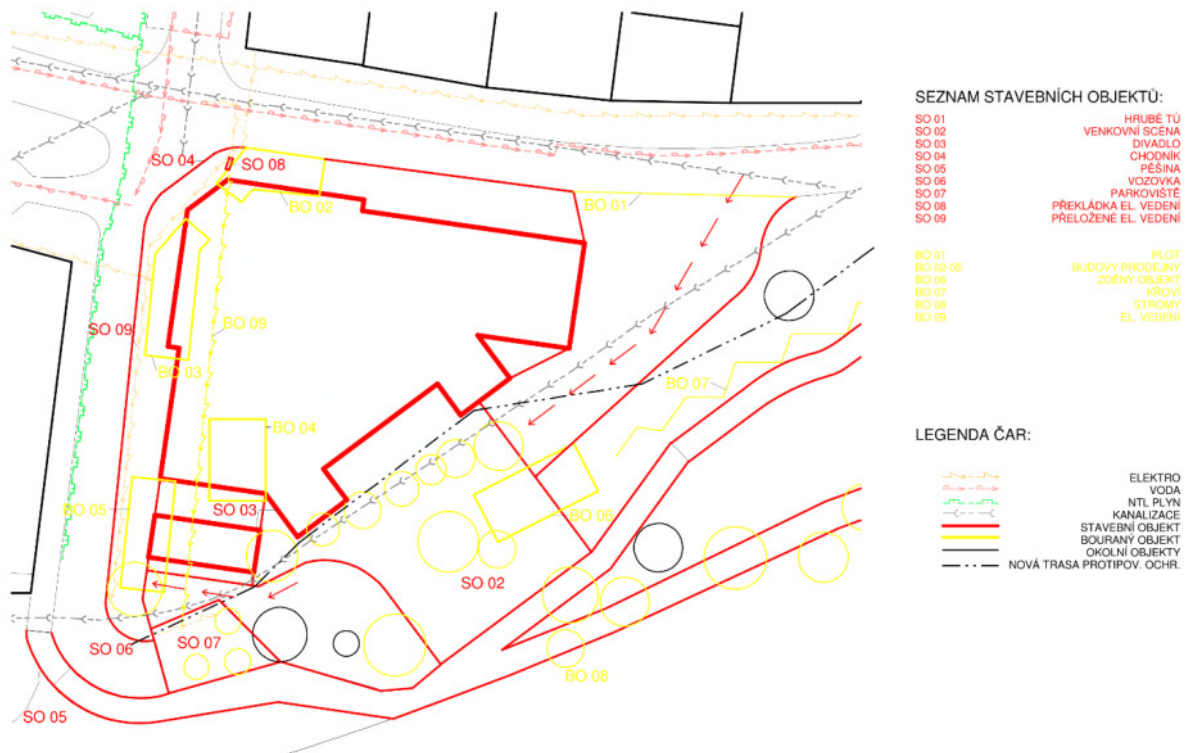 SO 04
SO 08
BO 02
BO 01
SO 09
BO 09
BO 03
BO 07
BO 04
BO 05
SO 03
BO 06
SO 02
SO 06
SO 07
BO 08
SO 05
SEZNAM STAVEBNÍCH OBJEKTŮ:
SO 01 HRUBÉ TÚ
SO 02 VENKOVNÍ SCÉNA
SO 03 DIVADLO
SO 04 CHODNÍK
SO 05 PĚŠINA
SO 06 VOZOVKA
SO 07 PARKOVIŠTĚ
SO 08 PŘEKLÁDKA EL. VEDENÍ
SO 09 PŘELOŽENÉ EL. VEDENÍ
BO 01 PLOT
BO 02-05 BUDOVY PRODEJNY
BO 06 ZDĚNÝ OBJEKT
BO 07 KŘOVÍ
BO 08 STROMY
BO 09 EL. VEDENÍ
LEGENDA ČAR:
ELEKTRO
VODA
NTL PLYN
KANALIZACE
STAVEBNÍ OBJEKT
BOURANÝ OBJEKT
OKOLNÍ OBJEKTY
NOVÁ TRASA PROTIPOV. OCHR.